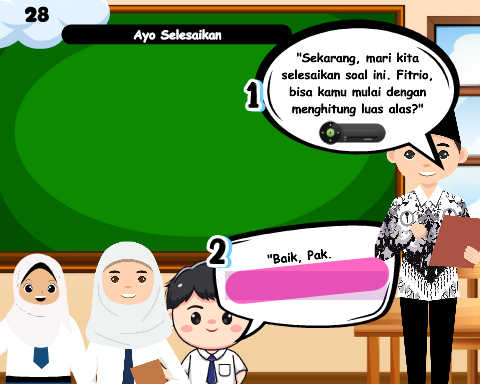 28
Ayo Selesaikan
1
"Sekarang, mari kita
selesaikan soal ini. Fitrio,
bisa kamu mulai dengan
menghitung luas alas?"
2
"Baik, Pak.